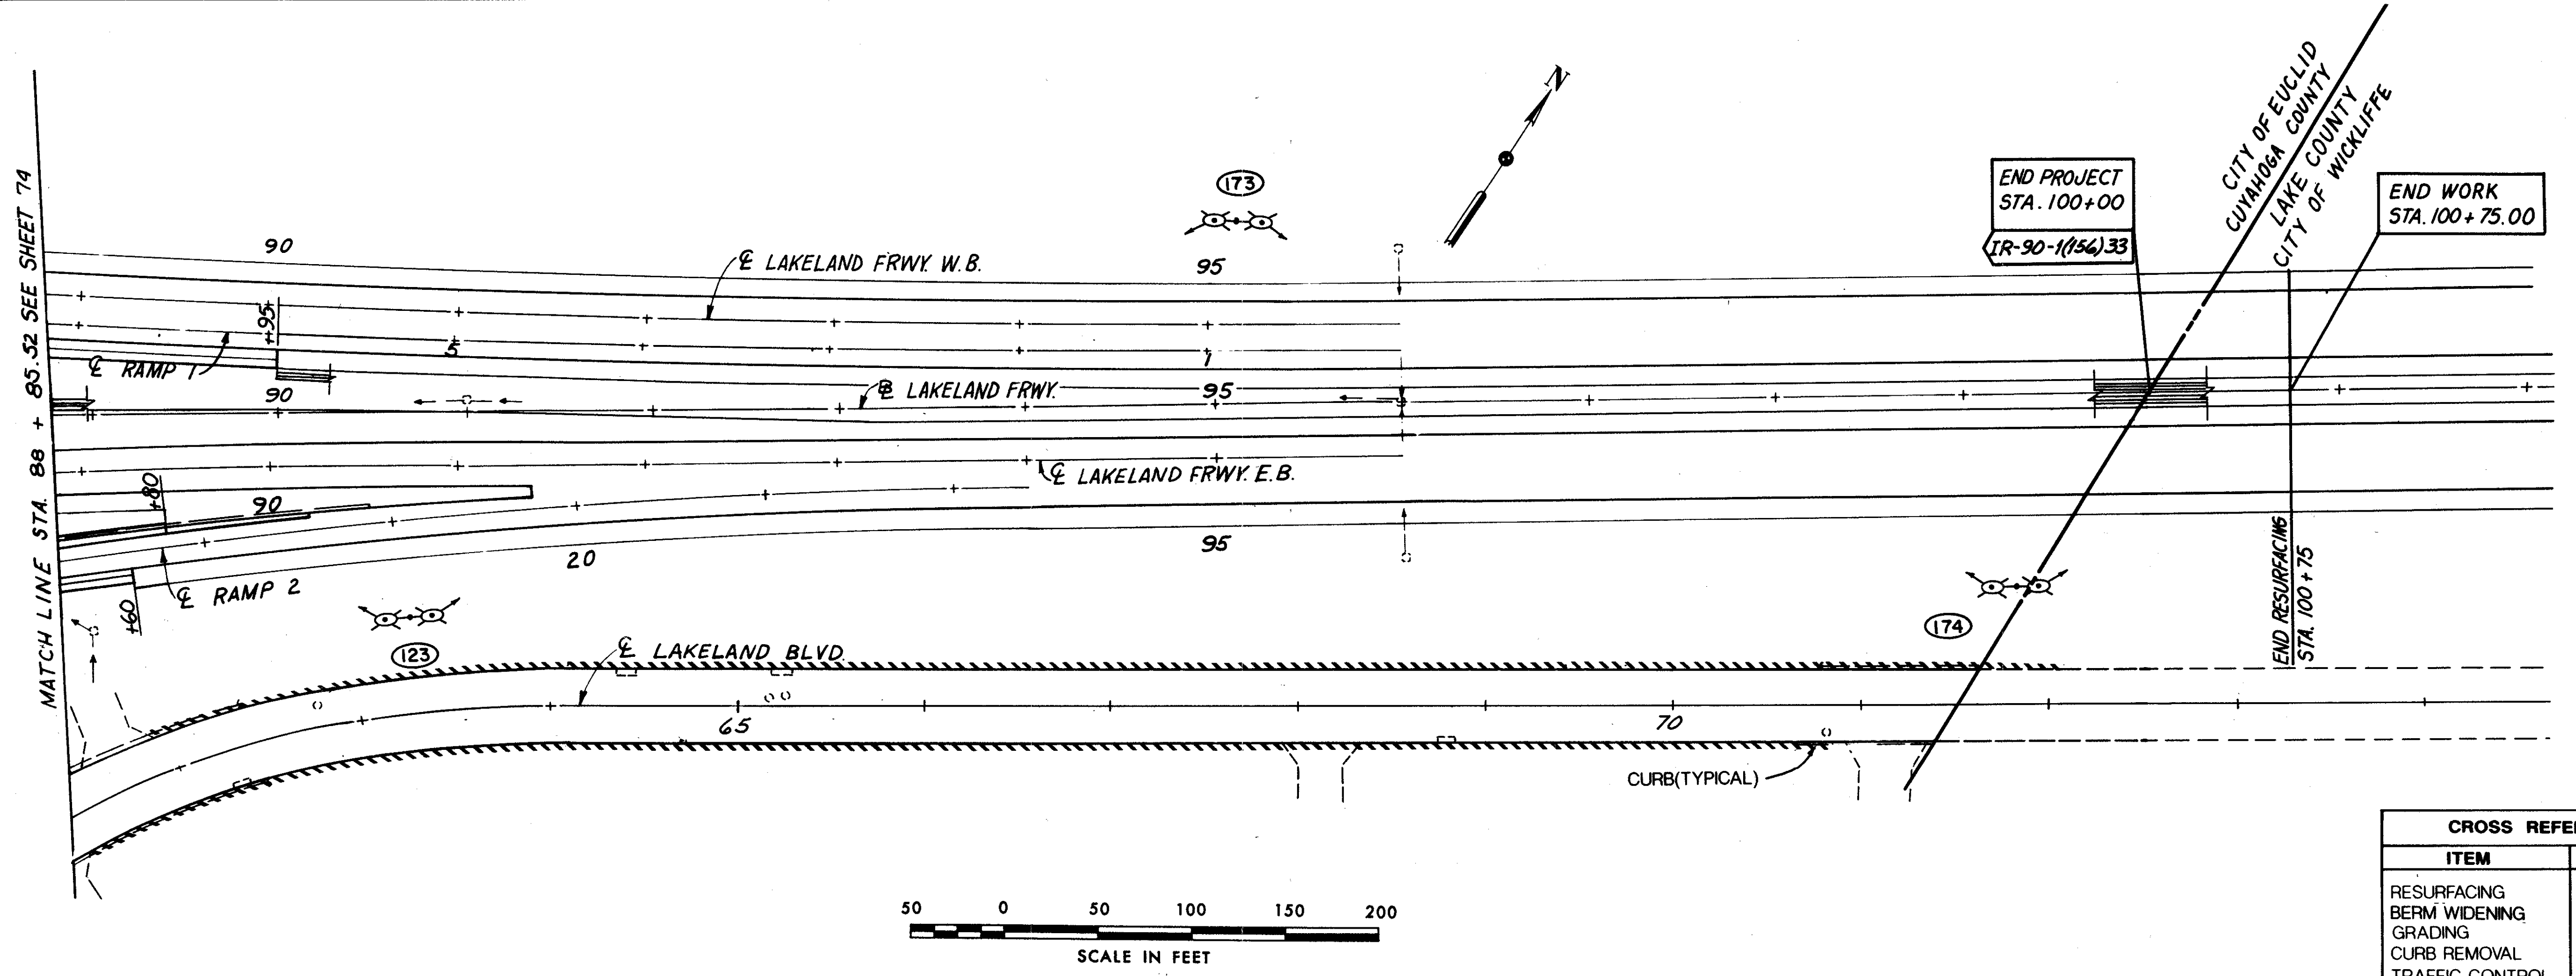 MATCH LINE STA. 88 + 85.52 SEE SHEET 74
90
℄ LAKELAND FRWY. W.B.
173
95
N
END PROJECT
STA. 100+00
IR-90-1(156)33
CITY OF EUCLID
CUYAHOGA COUNTY
LAKE COUNTY
CITY OF WICKLIFFE
END WORK
STA. 100+75.00
+95
℄ RAMP 1
5
1
90
℄ LAKELAND FRWY.
95
+80
90
℄ LAKELAND FRWY. E.B.
20
95
℄ RAMP 2
+60
123
℄ LAKELAND BLVD.
174
END RESURFACING
STA. 100+75
65
70
CURB(TYPICAL)
50 0 50 100 150 200
SCALE IN FEET
CROSS REFE
ITEM
RESURFACING
BERM WIDENING
GRADING
CURB REMOVAL
TRAFFIC CONTROL